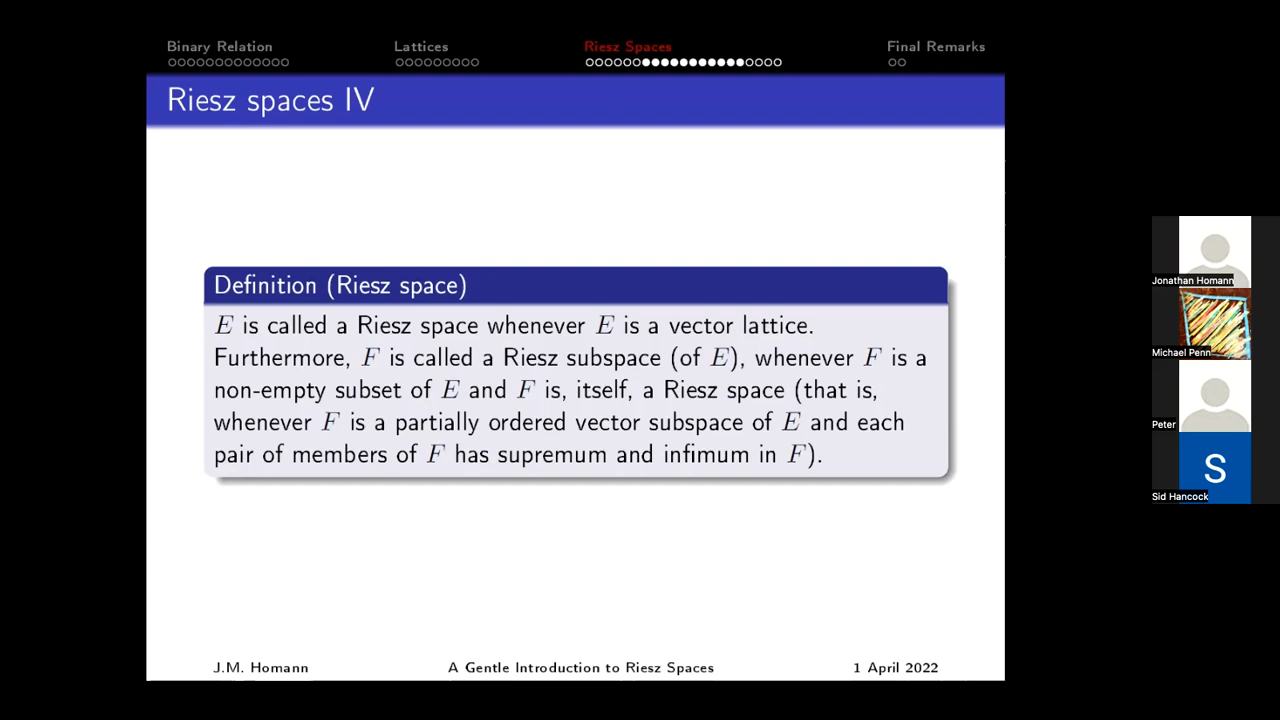 Binary Relation Lattices Riesz Spaces Final Remarks
Riesz spaces IV
Definition (Riesz space)
E is called a Riesz space whenever E is a vector lattice.
Furthermore, F is called a Riesz subspace (of E), whenever F is a
non-empty subset of E and F is, itself, a Riesz space (that is,
whenever F is a partially ordered vector subspace of E and each
pair of members of F has supremum and infimum in F).
J.M. Homann A Gentle Introduction to Riesz Spaces 1 April 2022
Jonathan Homann
Michael Penn
Peter
S
Sid Hancock